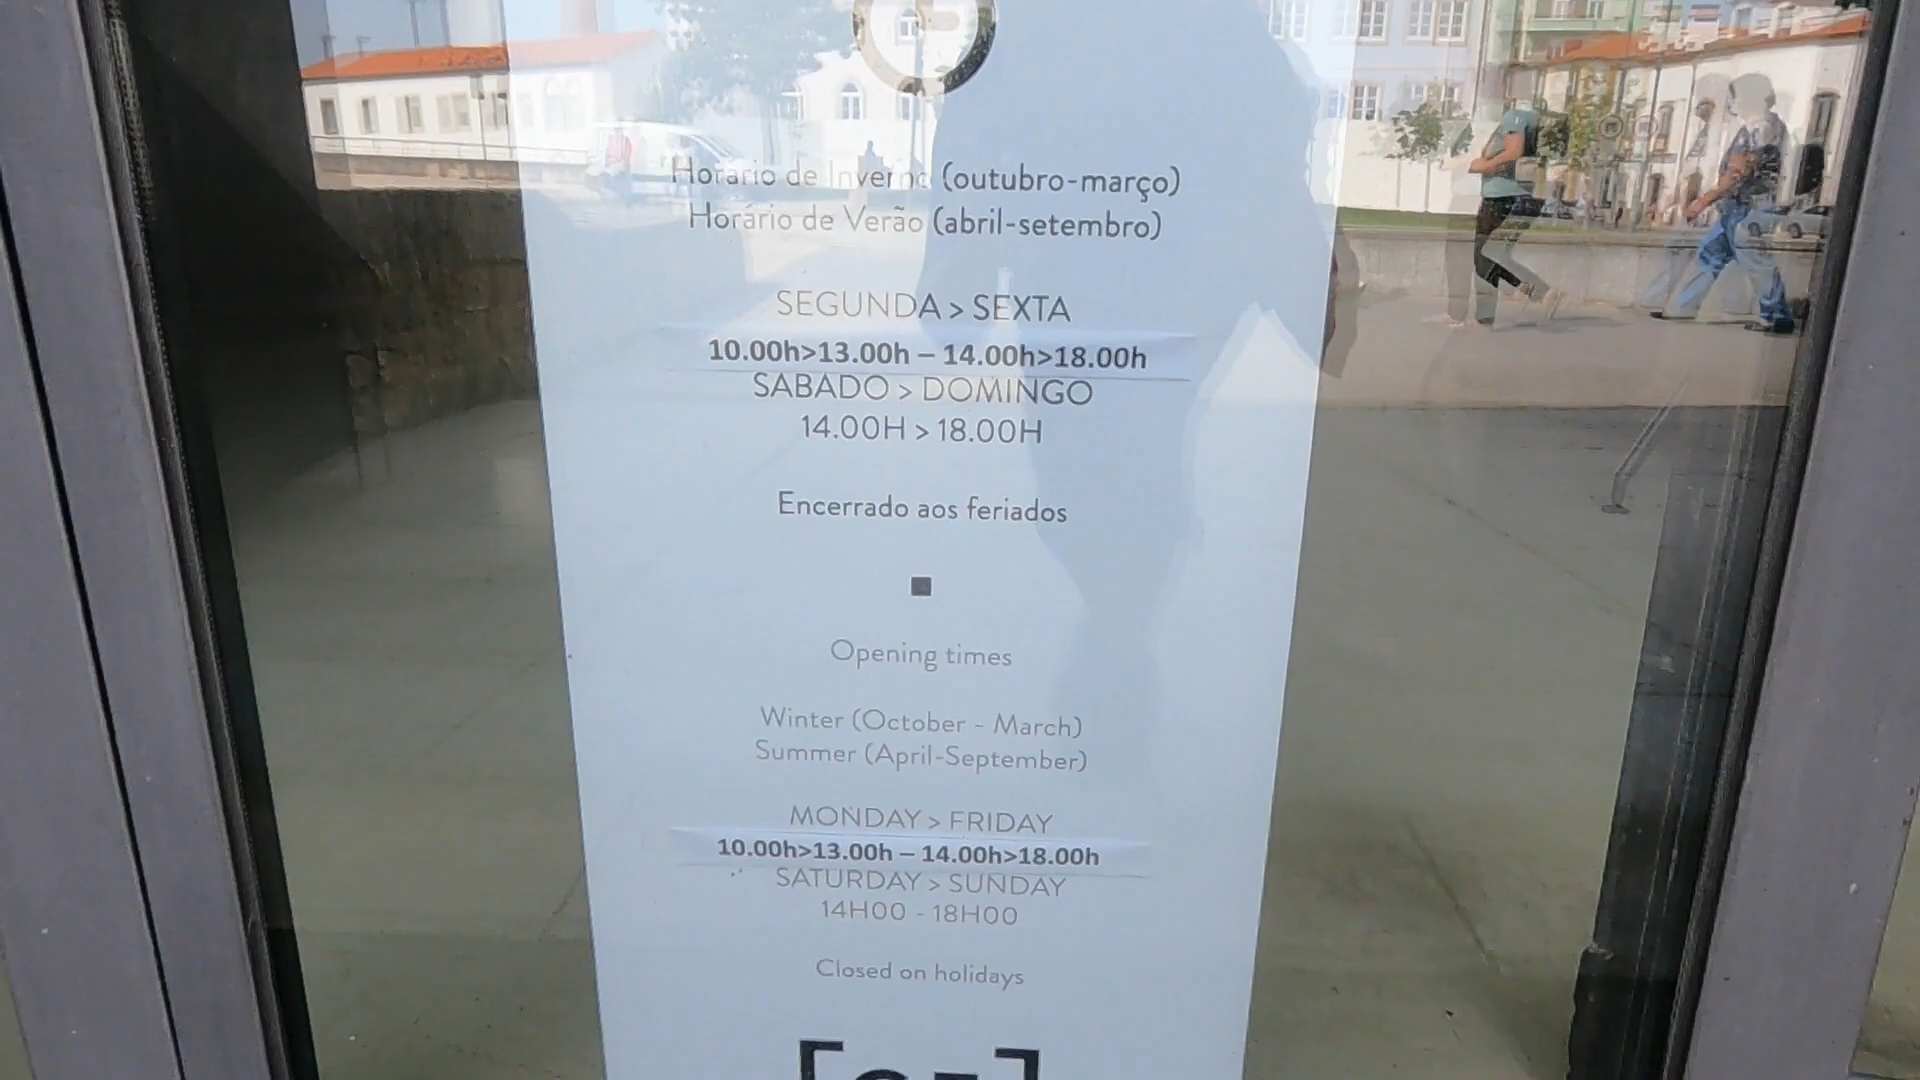 Horário de Inverno (outubro-março)
Horário de Verão (abril-setembro)
SEGUNDA > SEXTA
10.00h>13.00h – 14.00h>18.00h
SABADO > DOMINGO
14.00H > 18.00H
Encerrado aos feriados
Opening times
Winter (October - March)
Summer (April-September)
MONDAY > FRIDAY
10.00h>13.00h – 14.00h>18.00h
SATURDAY > SUNDAY
14H00 - 18H00
Closed on holidays